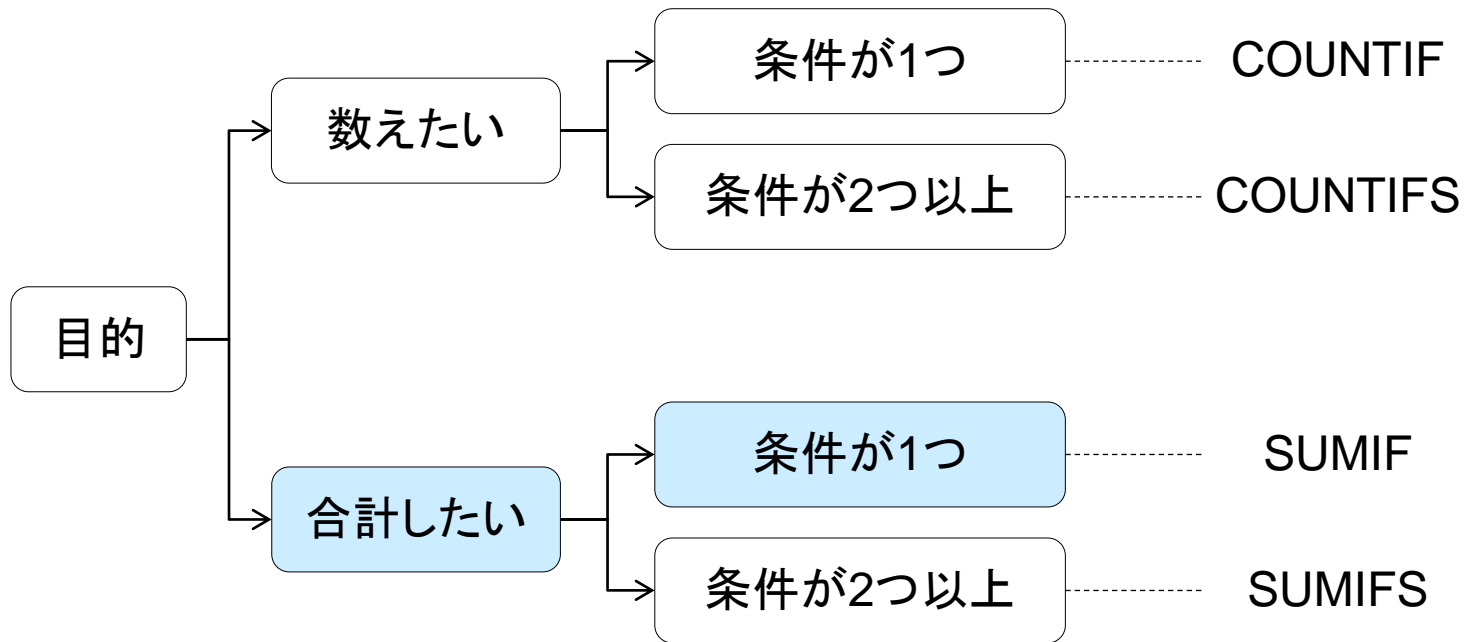 目的
数えたい
条件が1つ
COUNTIF
条件が2つ以上
COUNTIFS
合計したい
条件が1つ
SUMIF
条件が2つ以上
SUMIFS